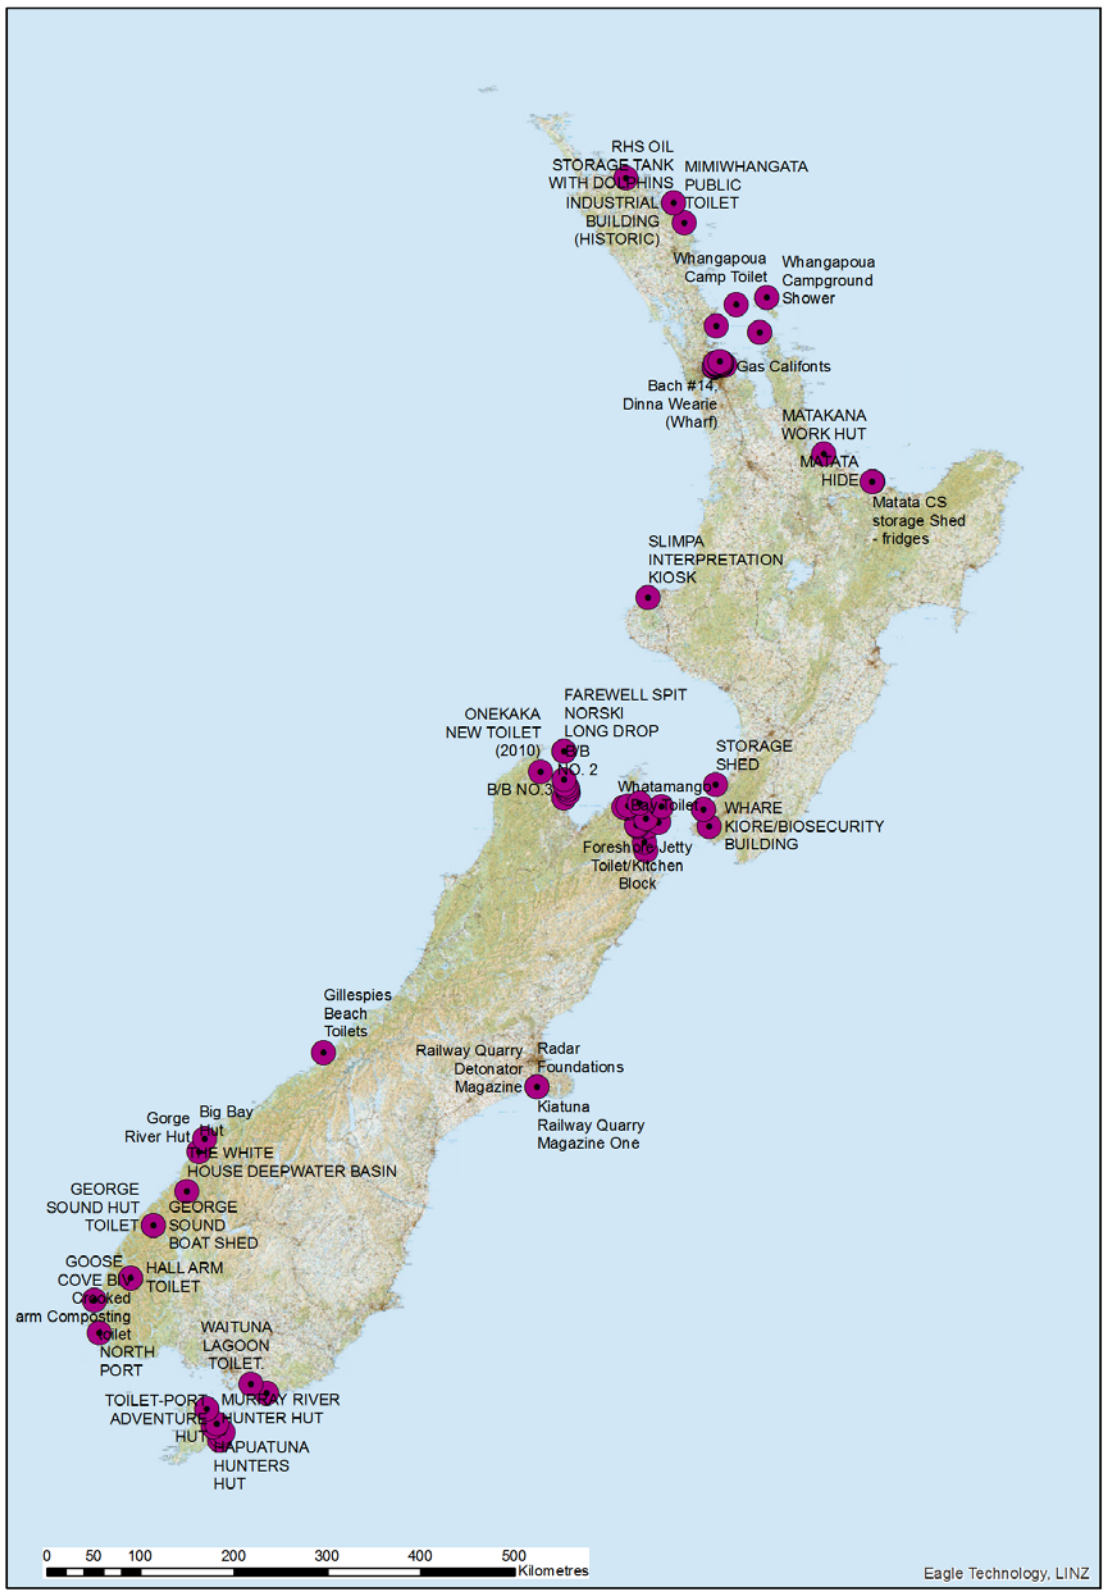 RHS OIL
STORAGE TANK
WITH DOLPHINS
INDUSTRIAL
BUILDING
(HISTORIC)
MIMIWHANGATA
PUBLIC
TOILET
Whangapoua
Camp Toilet
Whangapoua
Campground
Shower
Gas Califonts
Bach #14,
Dinna Wearie
(Wharf)
MATAKANA
WORK HUT
MATATA
HIDE
Matata CS
storage Shed
- fridges
SLIMPA
INTERPRETATION
KIOSK
FAREWELL SPIT
NORSKI
LONG DROP
ONEKAKA
NEW TOILET
(2010)
B/B
NO. 2
B/B NO.3
STORAGE
SHED
Whatamango
Bay Toilet
WHARE
KIORE/BIOSECURITY
BUILDING
Foreshore Jetty
Toilet/Kitchen
Block
Gillespies
Beach
Toilets
Railway Quarry
Detonator
Magazine
Radar
Foundations
Kiatuna
Railway Quarry
Magazine One
Gorge
River Hut
Big Bay
Hut
THE WHITE
HOUSE DEEPWATER BASIN
GEORGE
SOUND HUT
TOILET
GEORGE
SOUND
BOAT SHED
GOOSE
COVE BIV
HALL ARM
TOILET
Crooked
arm Composting
toilet
NORTH
PORT
WAITUNA
LAGOON
TOILET.
TOILET-PORT
ADVENTURE
HUT
MURRAY RIVER
HUNTER HUT
HAPUATUNA
HUNTERS
HUT
0 50 100 200 300 400 500
Kilometres
Eagle Technology, LINZ